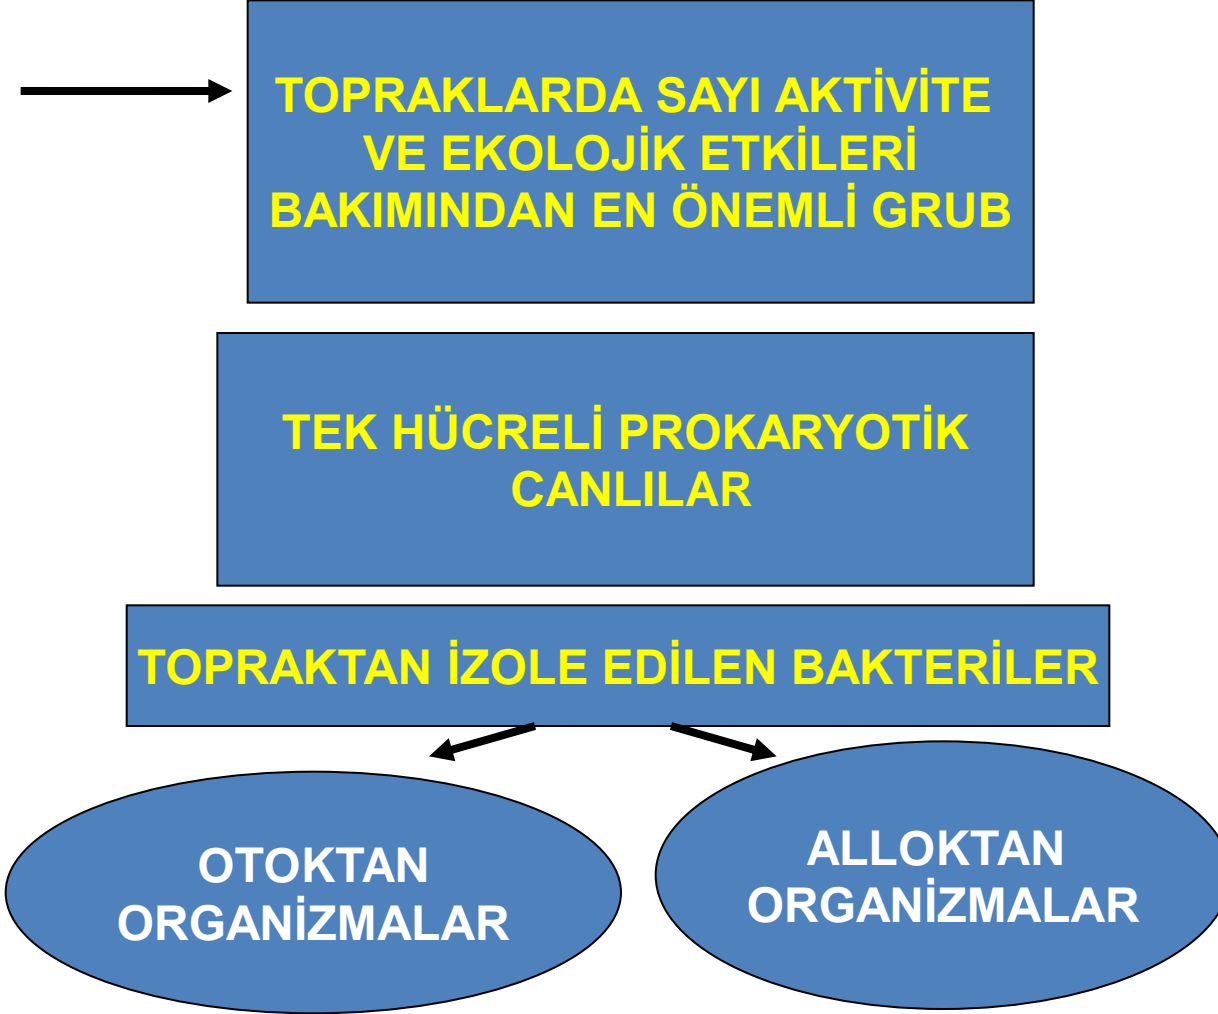 TOPRAKLARDA SAYI AKTİVİTE
VE EKOLOJİK ETKİLERİ
BAKIMINDAN EN ÖNEMLİ GRUB
TEK HÜCRELİ PROKARYOTİK
CANLILAR
TOPRAKTAN İZOLE EDİLEN BAKTERİLER
OTOKTAN
ORGANİZMALAR
ALLOKTAN
ORGANİZMALAR